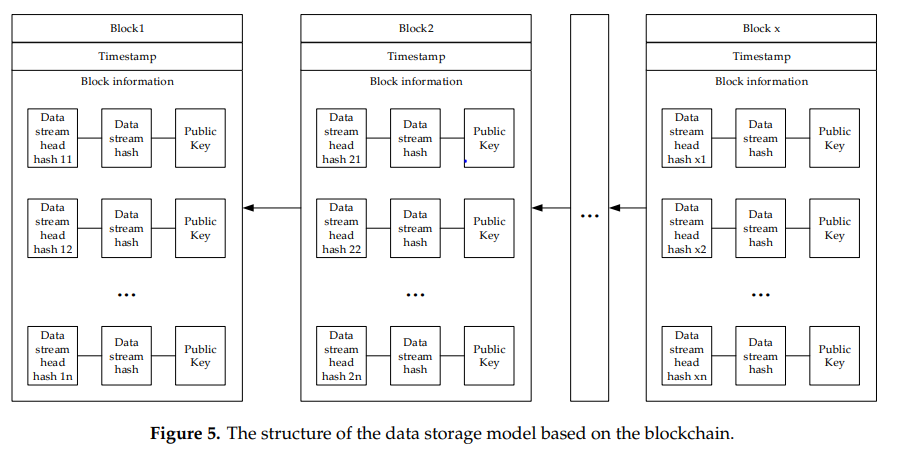 Block1
Timestamp
Block information
Data
stream
head
hash 11
Data
stream
hash
Public
Key
Data
stream
head
hash 12
Data
stream
hash
Public
Key
...
Data
stream
head
hash 1n
Data
stream
hash
Public
Key
Block2
Timestamp
Block information
Data
stream
head
hash 21
Data
stream
hash
Public
Key
Data
stream
head
hash 22
Data
stream
hash
Public
Key
...
Data
stream
head
hash 2n
Data
stream
hash
Public
Key
...
Block x
Timestamp
Block information
Data
stream
head
hash x1
Data
stream
hash
Public
Key
Data
stream
head
hash x2
Data
stream
hash
Public
Key
...
Data
stream
head
hash xn
Data
stream
hash
Public
Key
Figure 5. The structure of the data storage model based on the blockchain.